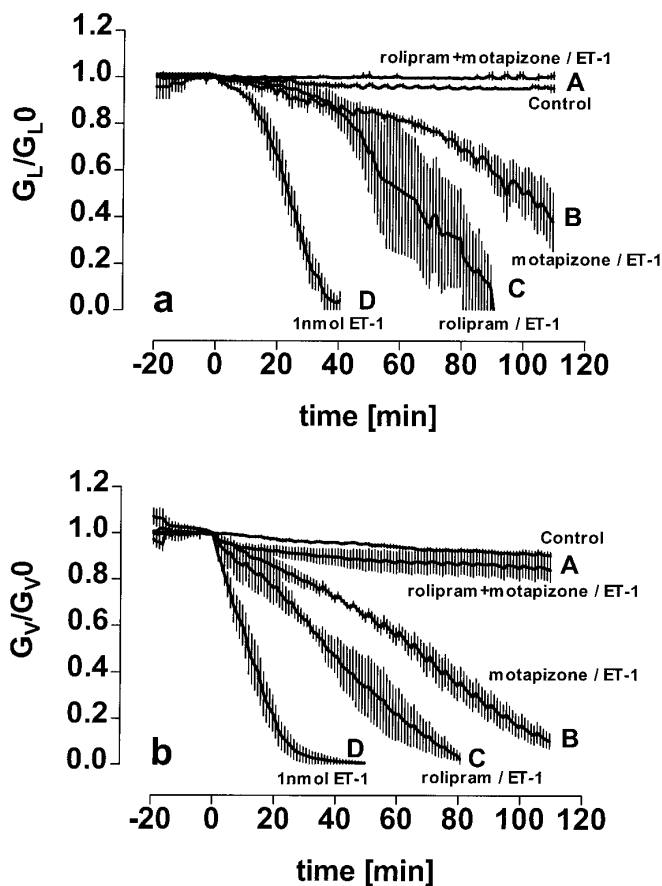 1.2
rolipram+motapizone / ET-1
1.0
A
Control
0.8
GL/GL0
0.6
0.4
B
motapizone / ET-1
0.2
a
D
C
0.0
1nmol ET-1
rolipram / ET-1
-20 0 20 40 60 80 100 120
time [min]
1.2
Control
1.0
A
0.8
rolipram+motapizone / ET-1
GV/GV0
0.6
motapizone / ET-1
0.4
0.2
B
b
D
C
0.0
1nmol ET-1
rolipram / ET-1
-20 0 20 40 60 80 100 120
time [min]